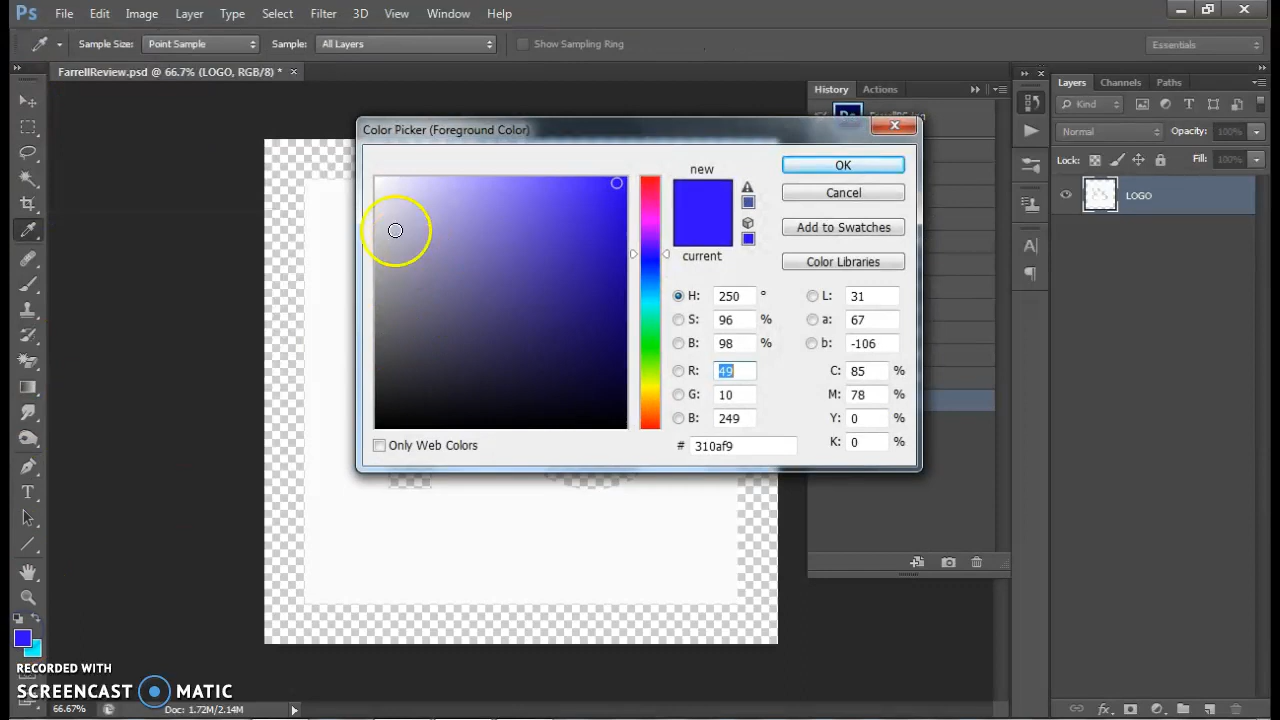 Ps File Edit Image Layer Type Select Filter 3D View Window Help
Sample Size: Point Sample Sample: All Layers Show Sampling Ring Essentials
FarrellReview.psd @ 66.7% (LOGO, RGB/8) * ×
History Actions
Layers Channels Paths
Kind
Normal Opacity: 100%
Lock: Fill: 100%
LOGO
Color Picker (Foreground Color)
new
current
OK
Cancel
Add to Swatches
Color Libraries
H: 250 °
S: 96 %
B: 98 %
R: 49
G: 10
B: 249
# 310af9
L: 31
a: 67
b: -106
C: 85 %
M: 78 %
Y: 0 %
K: 0 %
Only Web Colors
RECORDED WITH
SCREENCAST MATIC
66.67% Doc: 1.72M/2.14M